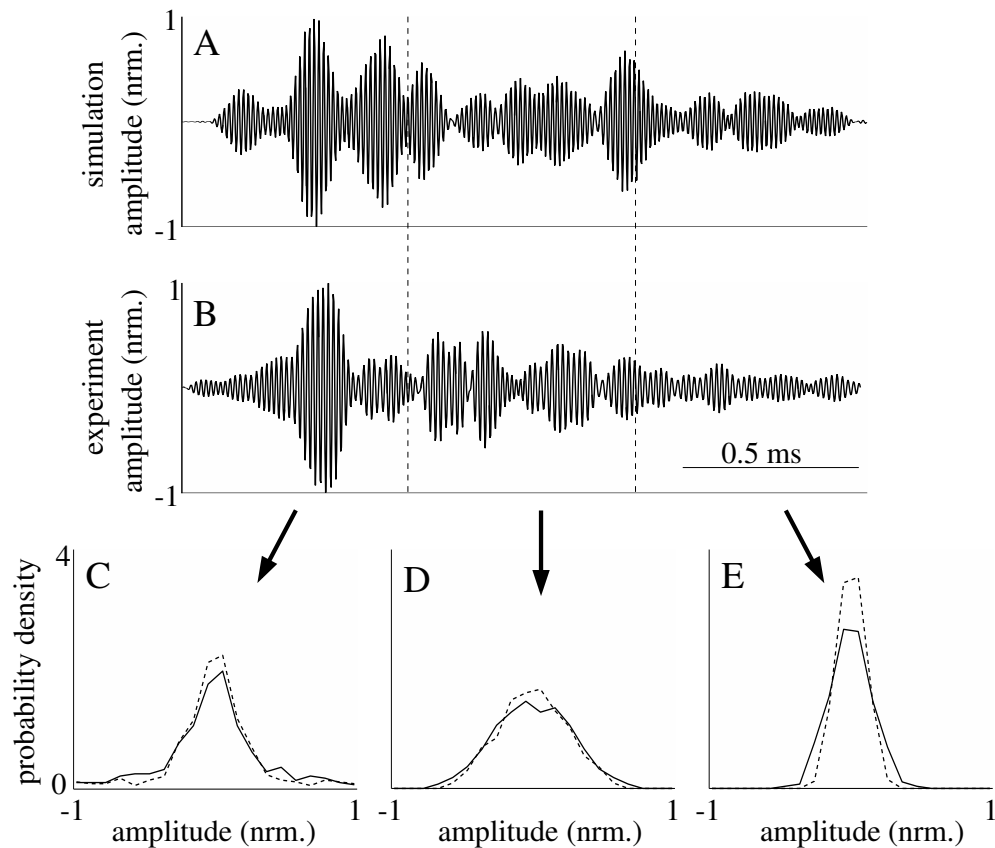 1
A
simulation
amplitude (nrm.)
-1
1
B
experiment
amplitude (nrm.)
0.5 ms
-1
4
C
D
E
probability density
0
-1
1
-1
1
-1
1
amplitude (nrm.)
amplitude (nrm.)
amplitude (nrm.)